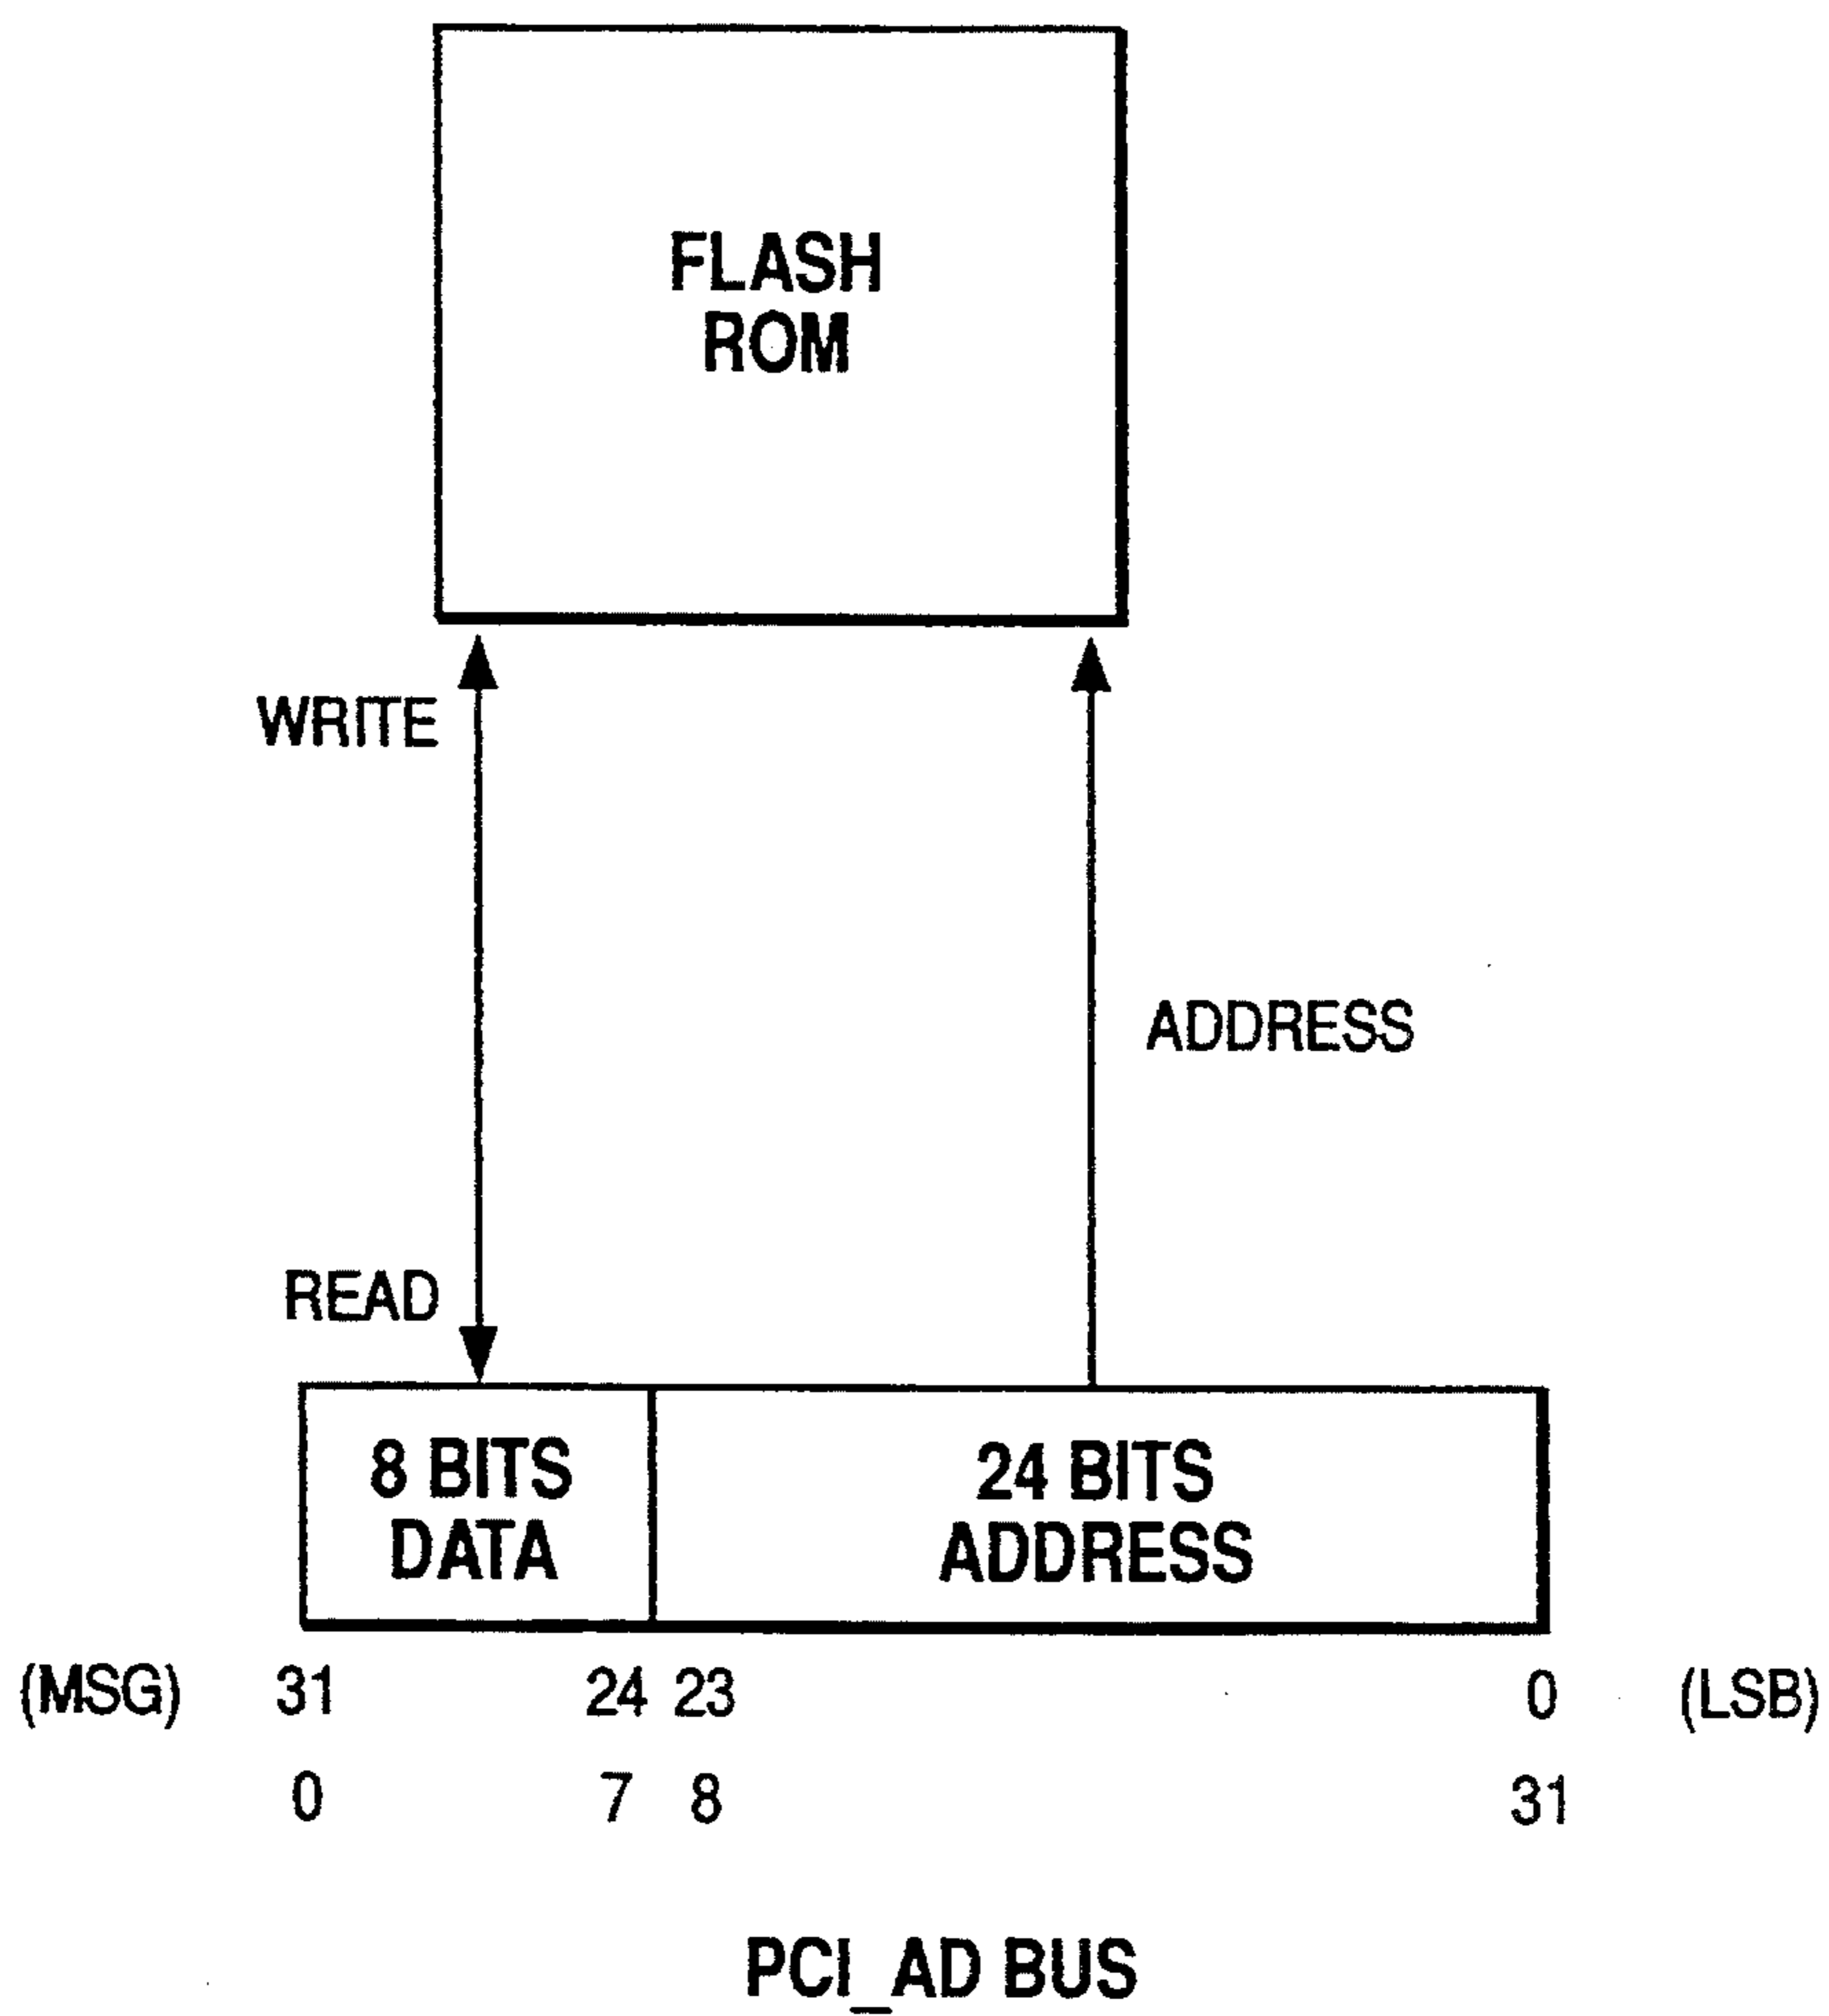 FLASH
ROM
WRITE
ADDRESS
READ
8 BITS
DATA
24 BITS
ADDRESS
(MSG) 31 24 23 0 (LSB)
0 7 8 31
PCI_AD BUS